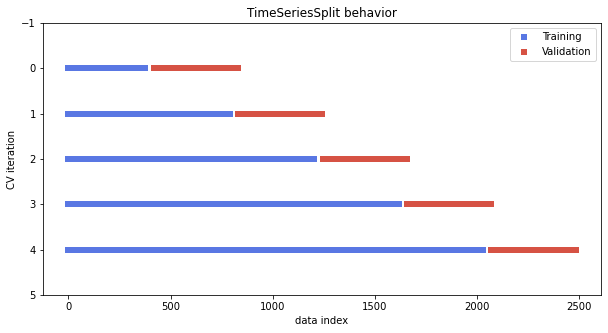 TimeSeriesSplit behavior
Training
Validation
−1
0
1
2
3
4
5
CV iteration
0 500 1000 1500 2000 2500
data index